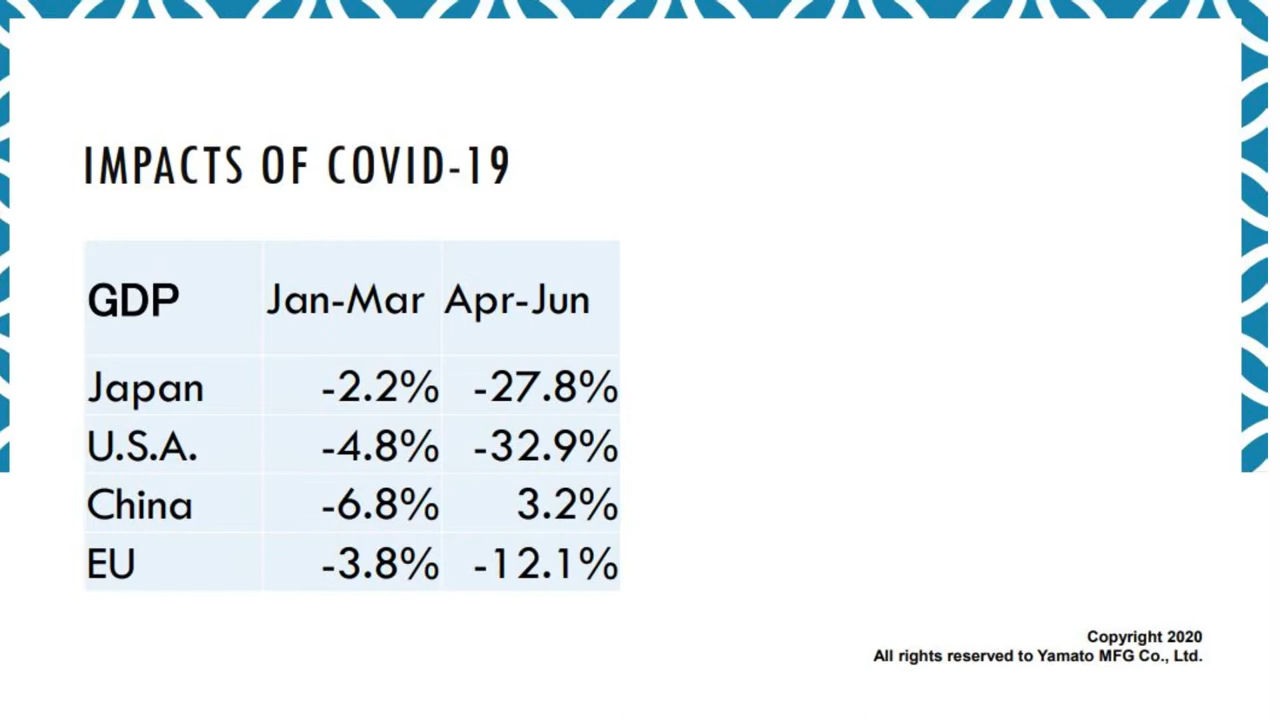 IMPACTS OF COVID-19
GDP Jan-Mar Apr-Jun
Japan -2.2% -27.8%
U.S.A. -4.8% -32.9%
China -6.8% 3.2%
EU -3.8% -12.1%
Copyright 2020
All rights reserved to Yamato MFG Co., Ltd.